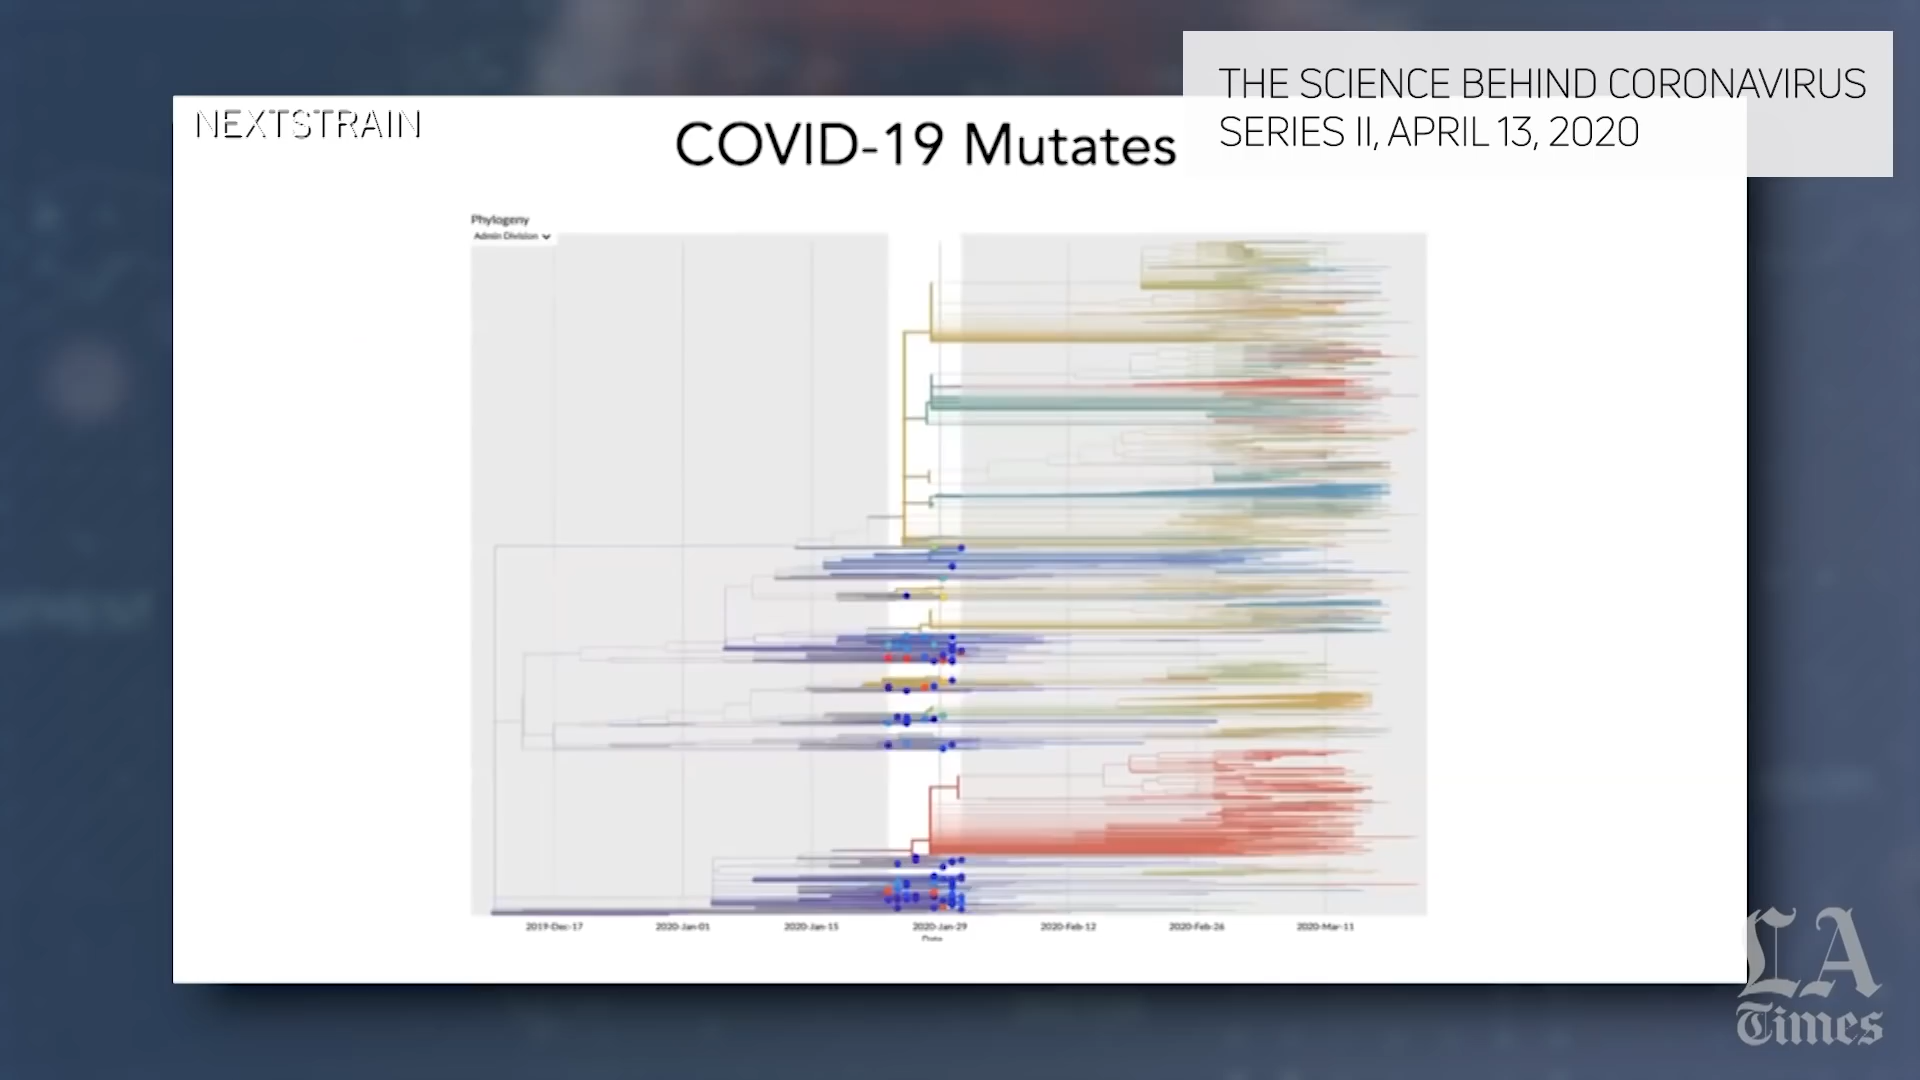 THE SCIENCE BEHIND CORONAVIRUS
SERIES II, APRIL 13, 2020
NEXTSTRAIN
COVID-19 Mutates
Phylogeny
Admin Division
2019-Dec-17
2020-Jan-01
2020-Jan-15
2020-Jan-29
2020-Feb-12
2020-Feb-26
2020-Mar-11
Date
LA
Times